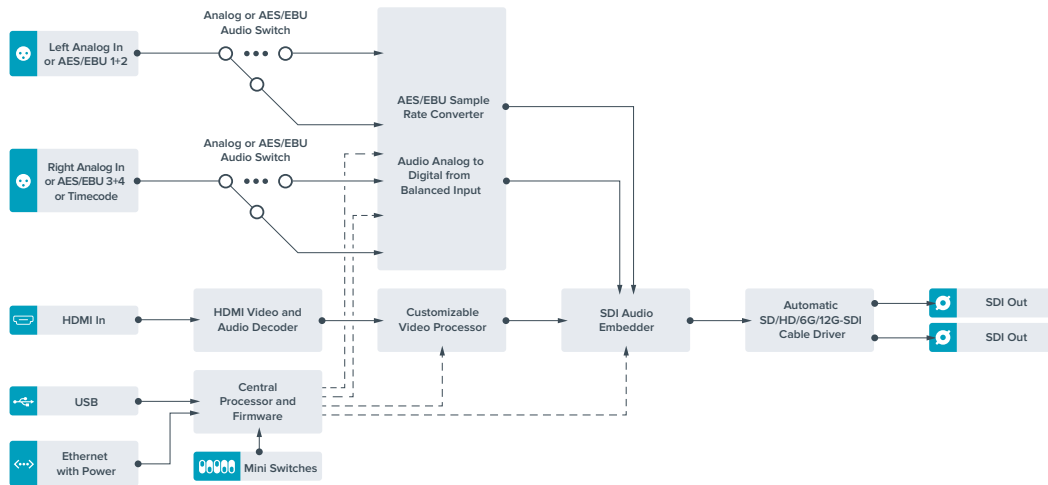 Analog or AES/EBU
Audio Switch
Left Analog In
or AES/EBU 1+2
AES/EBU Sample
Rate Converter
Analog or AES/EBU
Audio Switch
Right Analog In
or AES/EBU 3+4
or Timecode
Audio Analog to
Digital from
Balanced Input
HDMI In
HDMI Video and
Audio Decoder
Customizable
Video Processor
SDI Audio
Embedder
Automatic
SD/HD/6G/12G-SDI
Cable Driver
SDI Out
SDI Out
USB
Central
Processor and
Firmware
Ethernet
with Power
Mini Switches